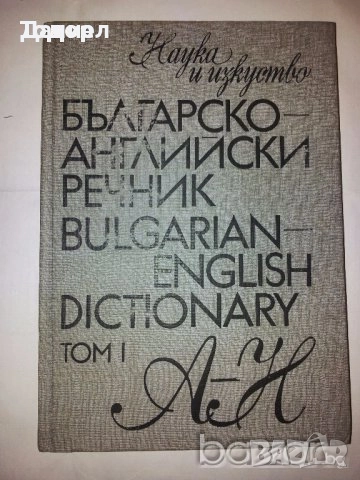 Наука
и изкуство
БЪЛГАРСКО—
АНГЛИЙСКИ
РЕЧНИК
BULGARIAN—
ENGLISH
DICTIONARY
ТОМ I
А—Н